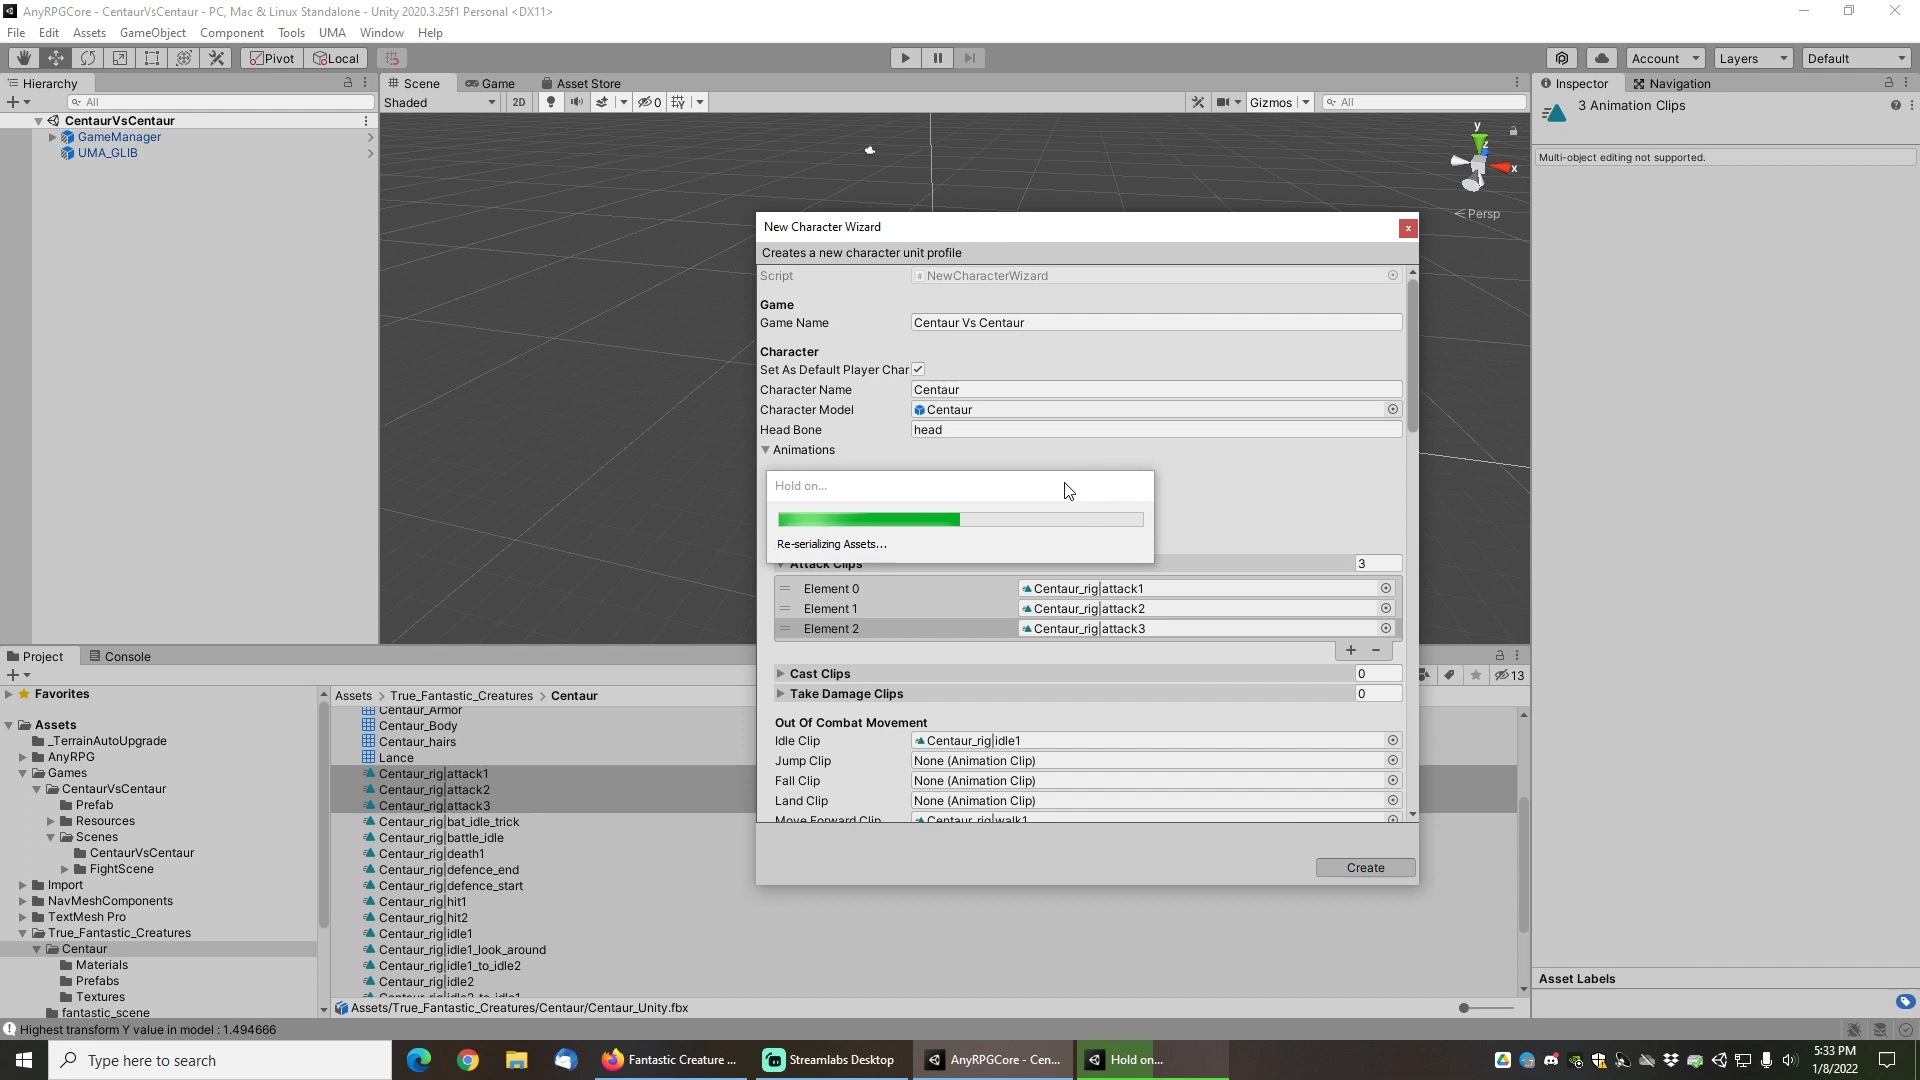 AnyRPGCore - CentaurVsCentaur - PC, Mac & Linux Standalone - Unity 2020.3.25f1 Personal <DX11>
File Edit Assets GameObject Component Tools UMA Window Help
Pivot Local Account Layers Default
Hierarchy Scene Game Asset Store Inspector Navigation
All Shaded 2D 0 Gizmos All 3 Animation Clips
CentaurVsCentaur
GameManager
UMA_GLIB
y
z
x
Persp
Multi-object editing not supported.
New Character Wizard
x
Creates a new character unit profile
Script NewCharacterWizard
Game
Game Name Centaur Vs Centaur
Character
Set As Default Player Char
Character Name Centaur
Character Model Centaur
Head Bone head
Animations
Hold on...
Re-serializing Assets...
Attack Clips 3
Element 0 Centaur_rig|attack1
Element 1 Centaur_rig|attack2
Element 2 Centaur_rig|attack3
+ -
Cast Clips 0
Take Damage Clips 0
Out Of Combat Movement
Idle Clip Centaur_rig|idle1
Jump Clip None (Animation Clip)
Fall Clip None (Animation Clip)
Land Clip None (Animation Clip)
Move Forward Clip Centaur_rig|walk1
Create
Project Console
13
Favorites
Assets
_TerrainAutoUpgrade
AnyRPG
Games
CentaurVsCentaur
Prefab
Resources
Scenes
CentaurVsCentaur
FightScene
Import
NavMeshComponents
TextMesh Pro
True_Fantastic_Creatures
Centaur
Materials
Prefabs
Textures
fantastic_scene
Assets > True_Fantastic_Creatures > Centaur
Centaur_Armor
Centaur_Body
Centaur_hairs
Lance
Centaur_rig|attack1
Centaur_rig|attack2
Centaur_rig|attack3
Centaur_rig|bat_idle_trick
Centaur_rig|battle_idle
Centaur_rig|death1
Centaur_rig|defence_end
Centaur_rig|defence_start
Centaur_rig|hit1
Centaur_rig|hit2
Centaur_rig|idle1
Centaur_rig|idle1_look_around
Centaur_rig|idle1_to_idle2
Centaur_rig|idle2
Centaur_rig|idle2_to_idle1
Assets/True_Fantastic_Creatures/Centaur/Centaur_Unity.fbx
Asset Labels
Highest transform Y value in model : 1.494666
Type here to search
Fantastic Creature ...
Streamlabs Desktop
AnyRPGCore - Cen...
Hold on...
5:33 PM
1/8/2022